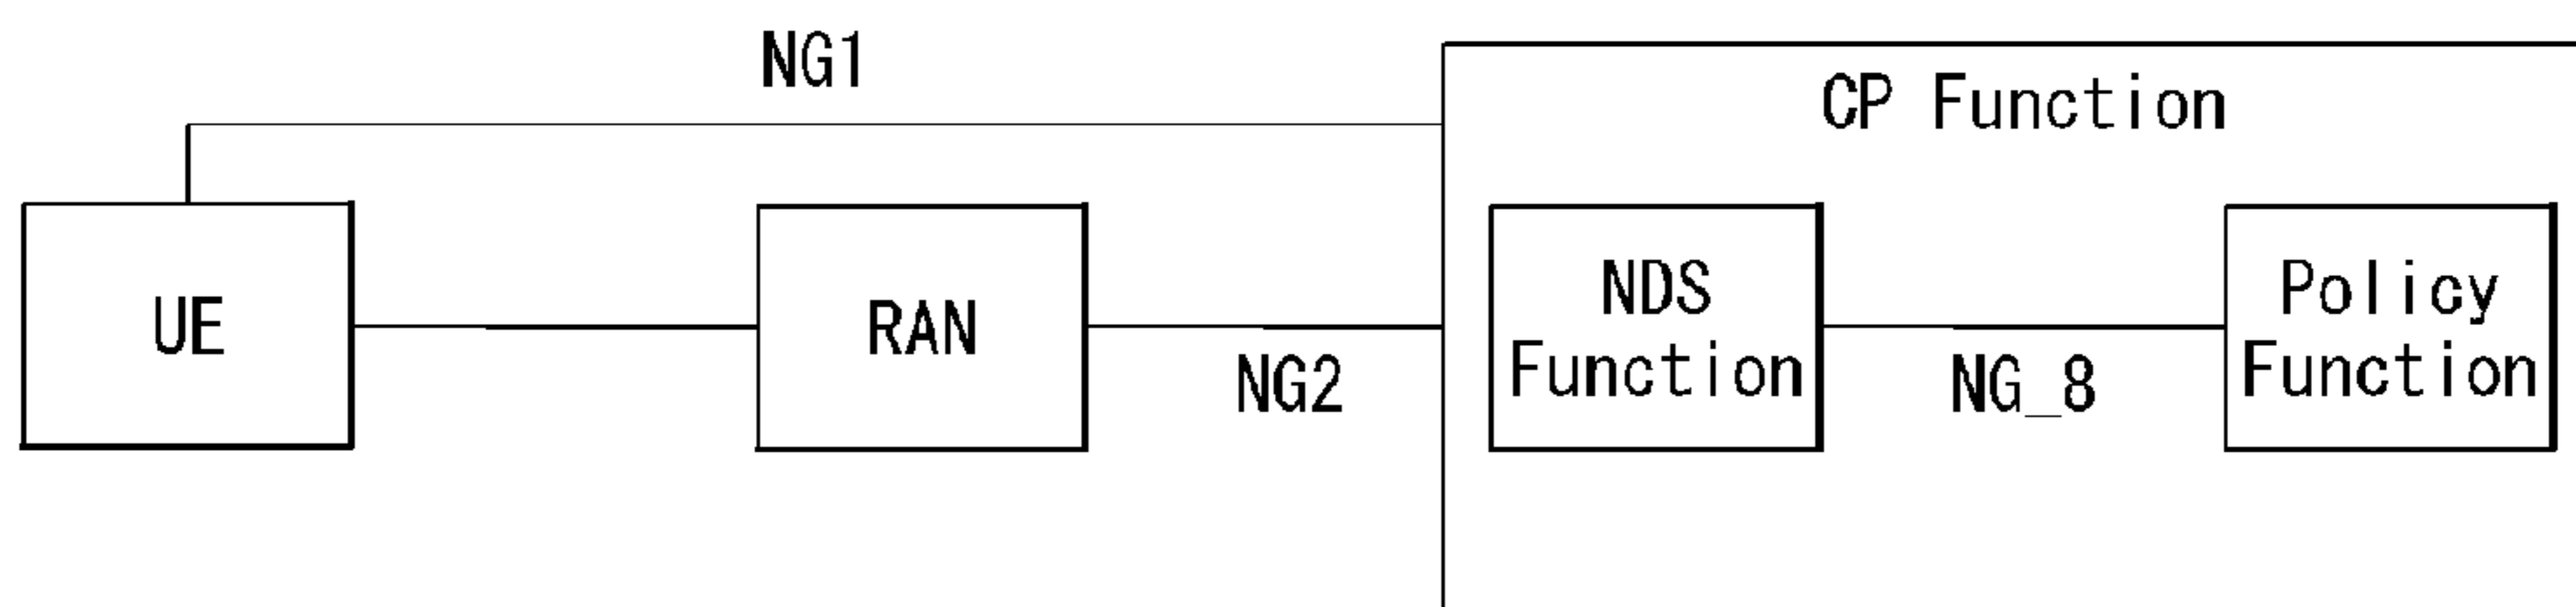 NG1
CP Function
UE
RAN
NG2
NDS
Function
NG_8
Policy
Function